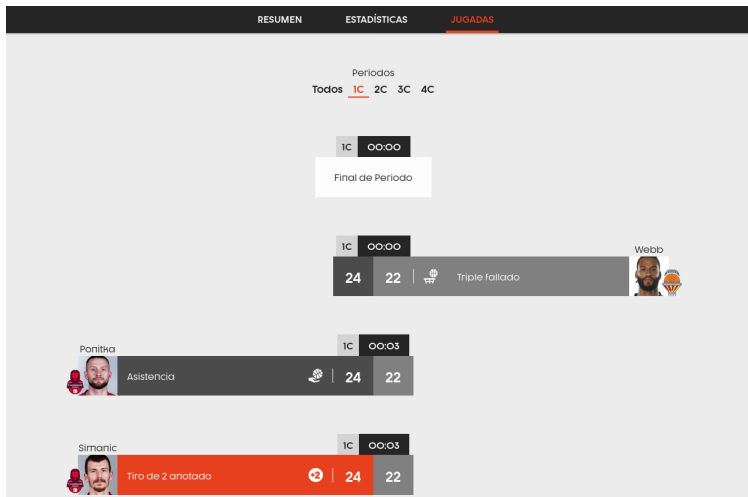 RESUMEN ESTADÍSTICAS JUGADAS
Periodos
Todos 1C 2C 3C 4C
1C 00:00
Final de Periodo
1C 00:00
Webb
24 22 Triple fallado
1C 00:03
Ponitka
Asistencia 24 22
1C 00:03
Simanic
Tiro de 2 anotado +2 24 22